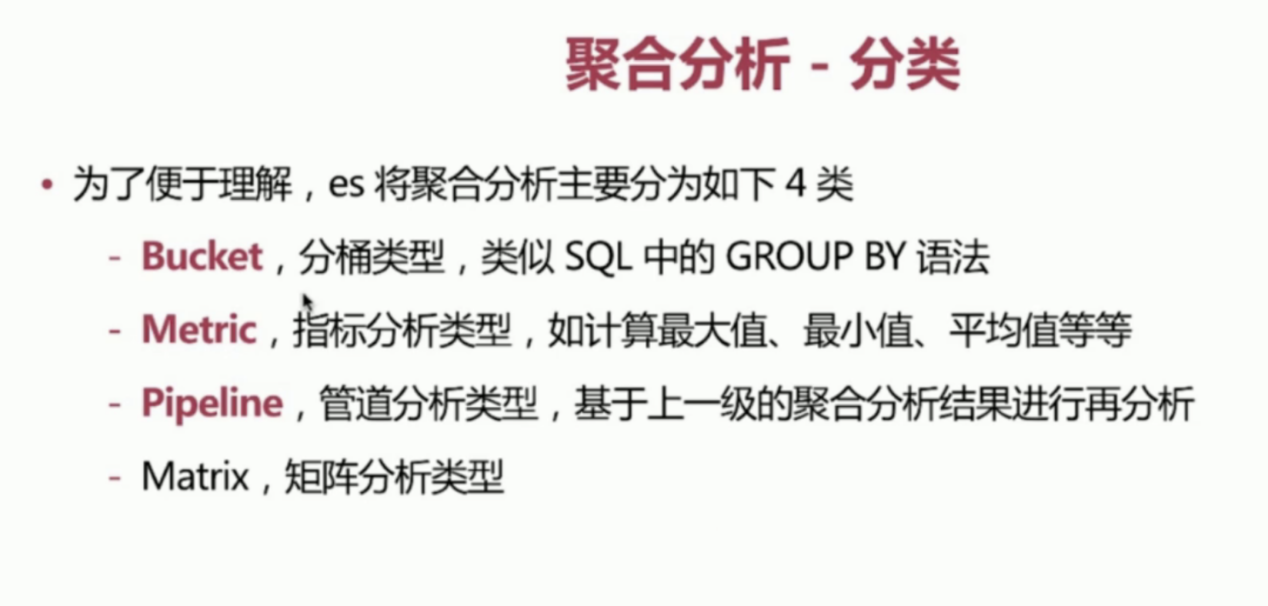 聚合分析 - 分类
• 为了便于理解，es 将聚合分析主要分为如下 4 类
- Bucket，分桶类型，类似 SQL 中的 GROUP BY 语法
- Metric，指标分析类型，如计算最大值、最小值、平均值等等
- Pipeline，管道分析类型，基于上一级的聚合分析结果进行再分析
- Matrix，矩阵分析类型